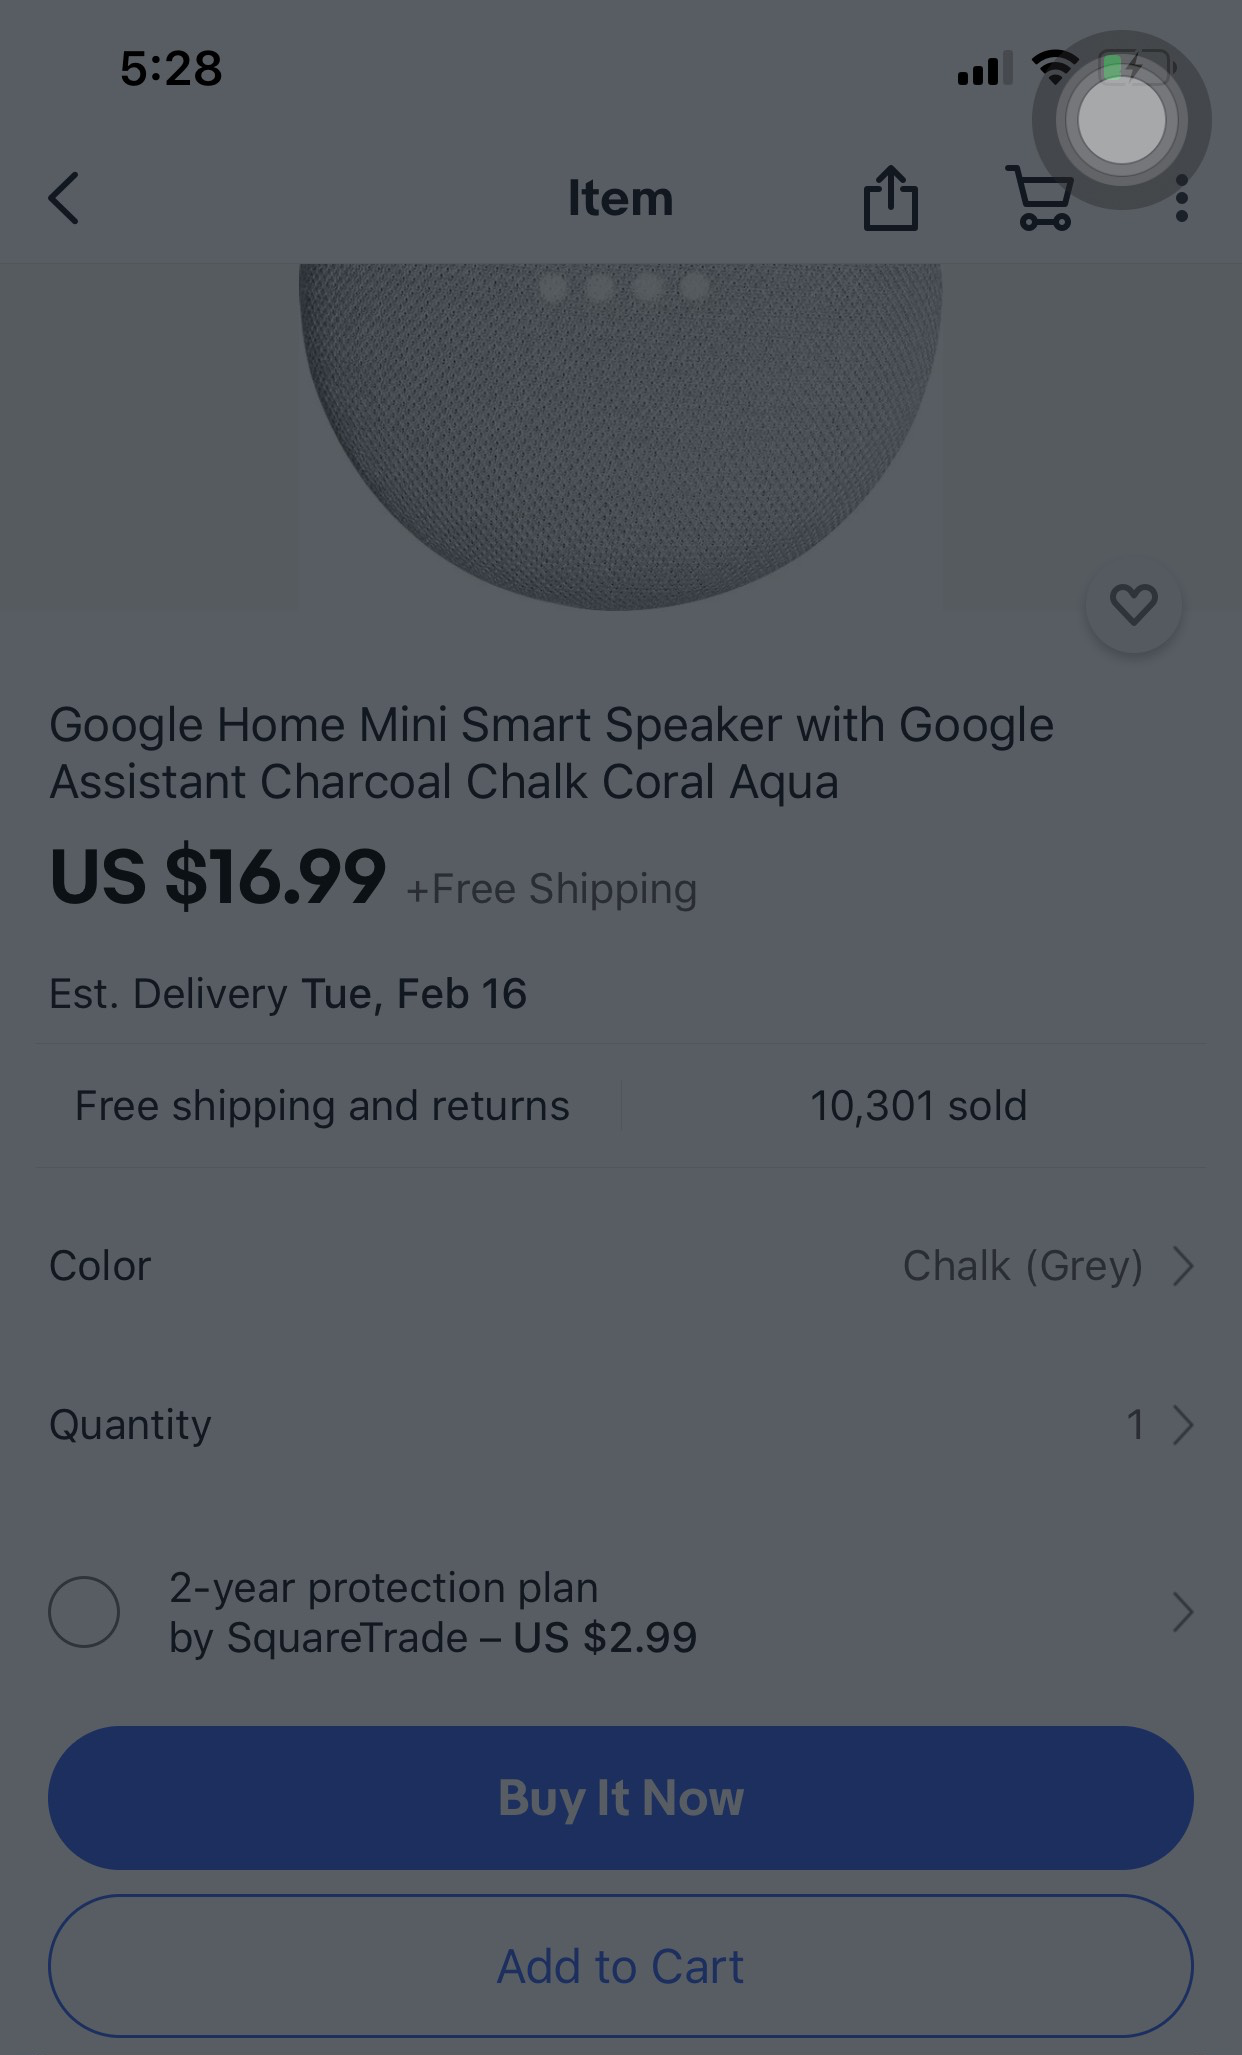 5:28
Item
Google Home Mini Smart Speaker with Google
Assistant Charcoal Chalk Coral Aqua
US $16.99 +Free Shipping
Est. Delivery Tue, Feb 16
Free shipping and returns
10,301 sold
Color
Chalk (Grey)
Quantity
1
2-year protection plan
by SquareTrade – US $2.99
Buy It Now
Add to Cart